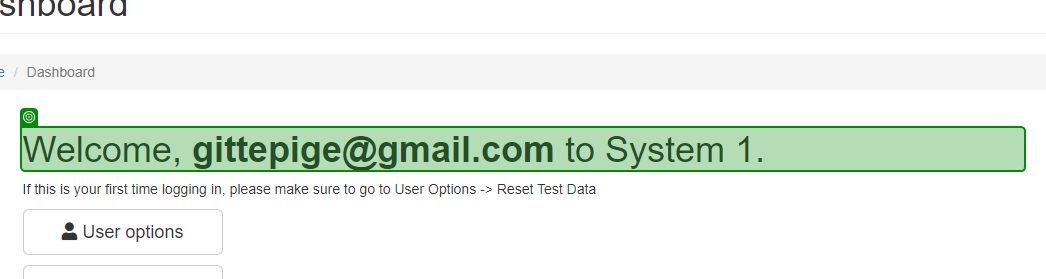 shboard
e / Dashboard
Welcome, gittepige@gmail.com to System 1.
If this is your first time logging in, please make sure to go to User Options -> Reset Test Data
User options